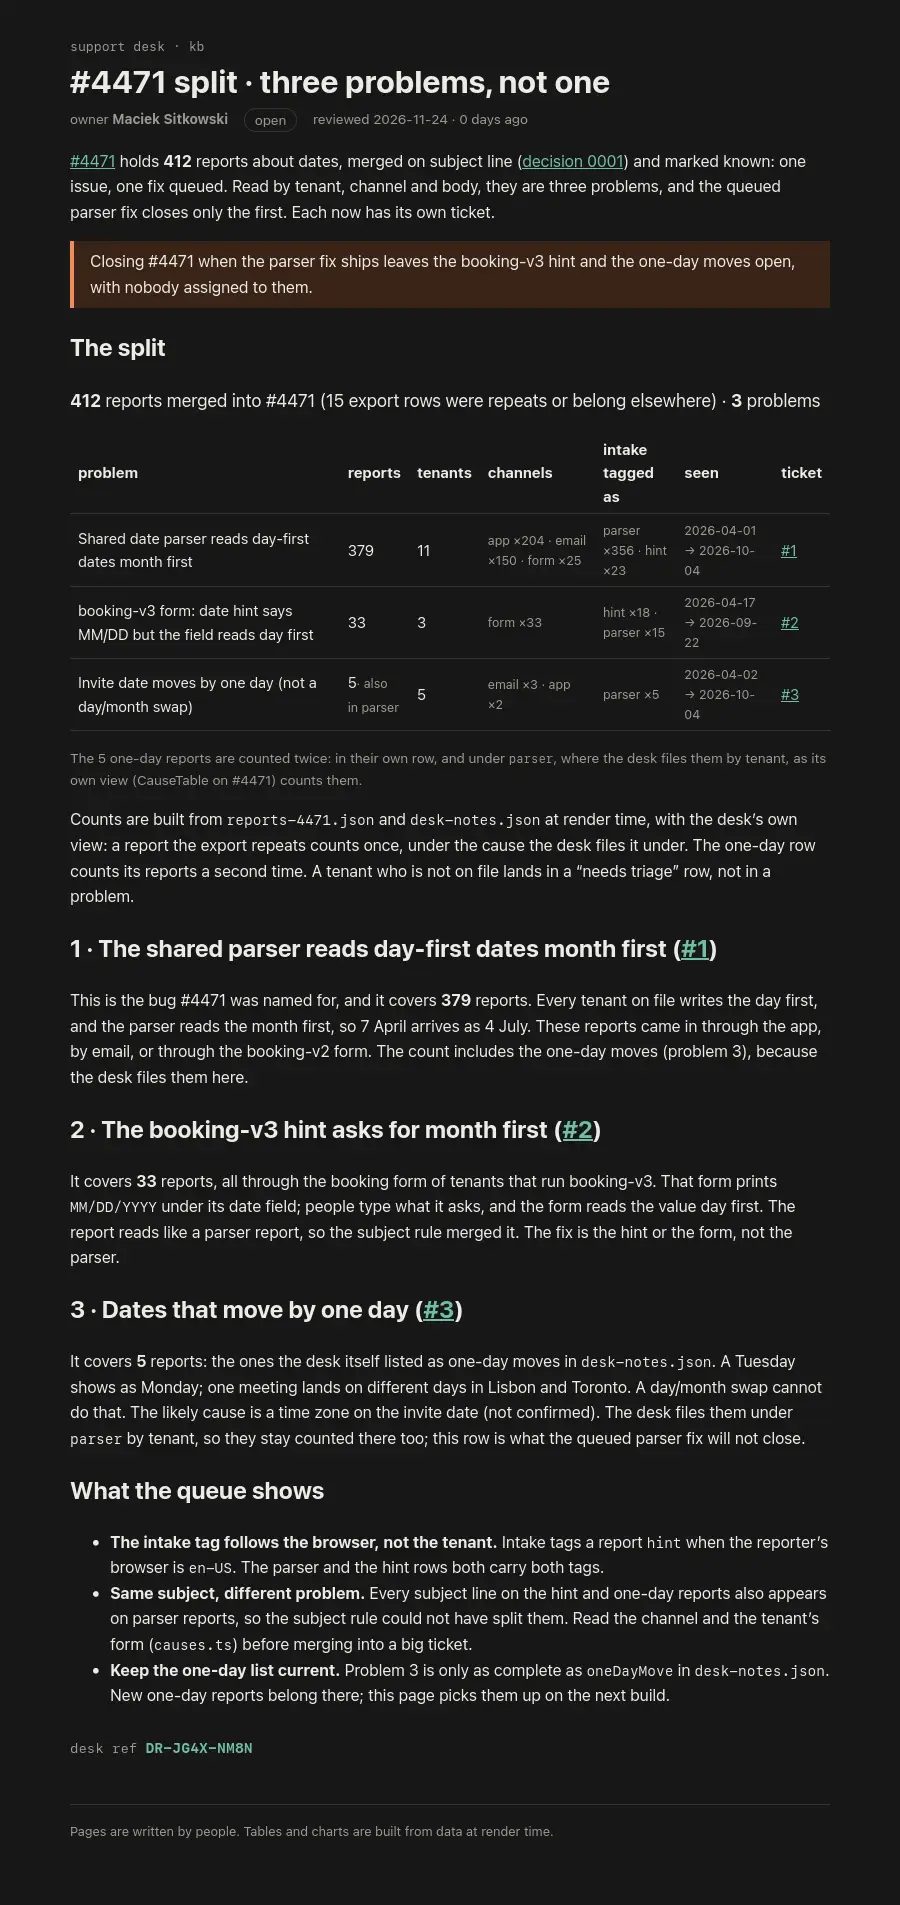 support desk · kb
#4471 split · three problems, not one
owner Maciek Sitkowski open reviewed 2026-11-24 · 0 days ago
#4471 holds 412 reports about dates, merged on subject line (decision 0001) and marked known: one
issue, one fix queued. Read by tenant, channel and body, they are three problems, and the queued
parser fix closes only the first. Each now has its own ticket.
Closing #4471 when the parser fix ships leaves the booking-v3 hint and the one-day moves open,
with nobody assigned to them.
The split
412 reports merged into #4471 (15 export rows were repeats or belong elsewhere) · 3 problems
problem reports tenants channels intake tagged as seen ticket
Shared date parser reads day-first dates month first 379 11 app ×204 · email ×150 · form ×25 parser ×356 · hint ×23 2026-04-01 → 2026-10-04 #1
booking-v3 form: date hint says MM/DD but the field reads day first 33 3 form ×33 hint ×18 · parser ×15 2026-04-17 → 2026-09-22 #2
Invite date moves by one day (not a day/month swap) 5 · also in parser 5 email ×3 · app ×2 parser ×5 2026-04-02 → 2026-10-04 #3
The 5 one-day reports are counted twice: in their own row, and under parser, where the desk files them by tenant, as its
own view (CauseTable on #4471) counts them.
Counts are built from reports-4471.json and desk-notes.json at render time, with the desk's own
view: a report the export repeats counts once, under the cause the desk files it under. The one-day row
counts its reports a second time. A tenant who is not on file lands in a “needs triage” row, not in a
problem.
1 · The shared parser reads day-first dates month first (#1)
This is the bug #4471 was named for, and it covers 379 reports. Every tenant on file writes the day first,
and the parser reads the month first, so 7 April arrives as 4 July. These reports came in through the app,
by email, or through the booking-v2 form. The count includes the one-day moves (problem 3), because
the desk files them here.
2 · The booking-v3 hint asks for month first (#2)
It covers 33 reports, all through the booking form of tenants that run booking-v3. That form prints
MM/DD/YYYY under its date field; people type what it asks, and the form reads the value day first. The
report reads like a parser report, so the subject rule merged it. The fix is the hint or the form, not the
parser.
3 · Dates that move by one day (#3)
It covers 5 reports: the ones the desk itself listed as one-day moves in desk-notes.json. A Tuesday
shows as Monday; one meeting lands on different days in Lisbon and Toronto. A day/month swap cannot
do that. The likely cause is a time zone on the invite date (not confirmed). The desk files them under
parser by tenant, so they stay counted there too; this row is what the queued parser fix will not close.
What the queue shows
• The intake tag follows the browser, not the tenant. Intake tags a report hint when the reporter's
browser is en-US. The parser and the hint rows both carry both tags.
• Same subject, different problem. Every subject line on the hint and one-day reports also appears
on parser reports, so the subject rule could not have split them. Read the channel and the tenant's
form (causes.ts) before merging into a big ticket.
• Keep the one-day list current. Problem 3 is only as complete as oneDayMove in desk-notes.json.
New one-day reports belong there; this page picks them up on the next build.
desk ref DR-JG4X-NM8N
Pages are written by people. Tables and charts are built from data at render time.